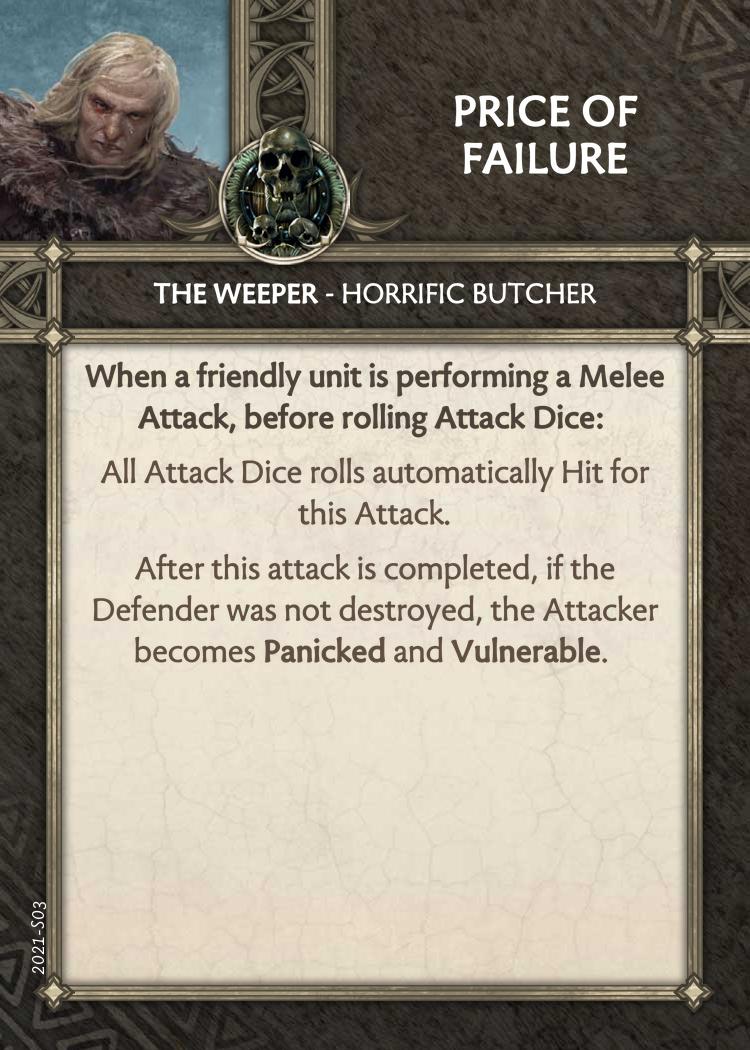 PRICE OF
FAILURE
THE WEEPER - HORRIFIC BUTCHER
When a friendly unit is performing a Melee
Attack, before rolling Attack Dice:
All Attack Dice rolls automatically Hit for
this Attack.
After this attack is completed, if the
Defender was not destroyed, the Attacker
becomes Panicked and Vulnerable.
2021-S03